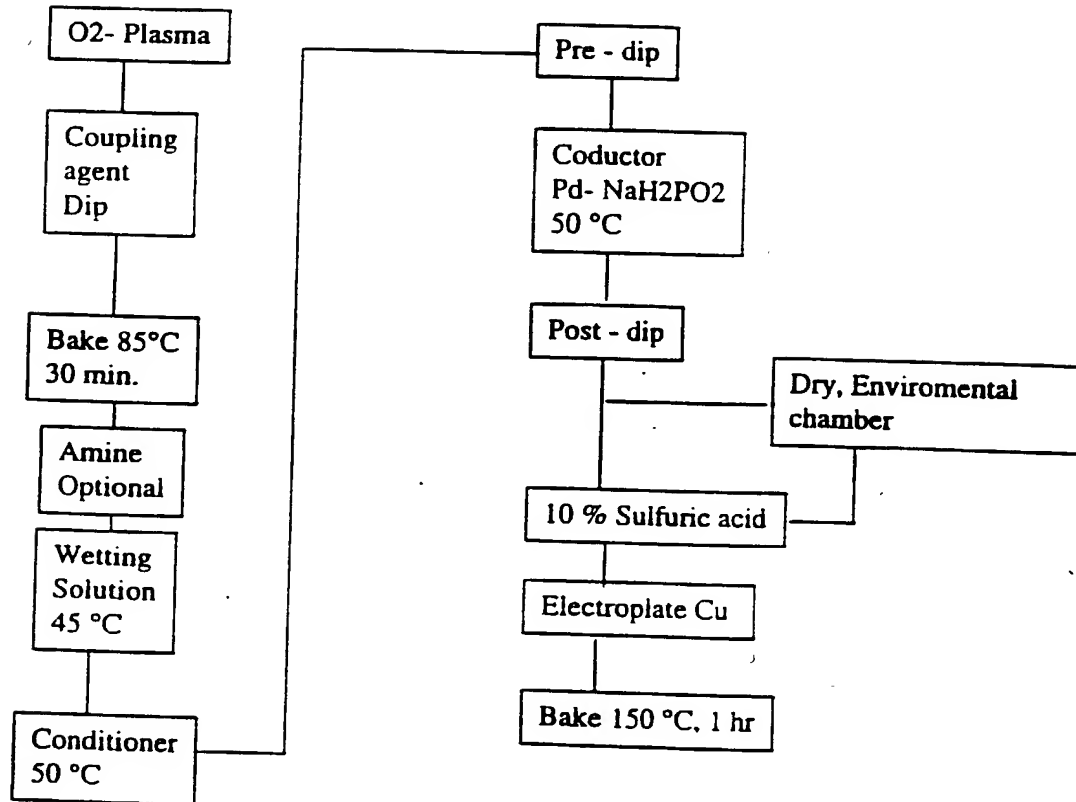 O2- Plasma
Coupling
agent
Dip
Bake 85°C
30 min.
Amine
Optional
Wetting
Solution
45 °C
Conditioner
50 °C
Pre - dip
Coductor
Pd- NaH2PO2
50 °C
Post - dip
Dry, Enviromental
chamber
10 % Sulfuric acid
Electroplate Cu
Bake 150 °C, 1 hr